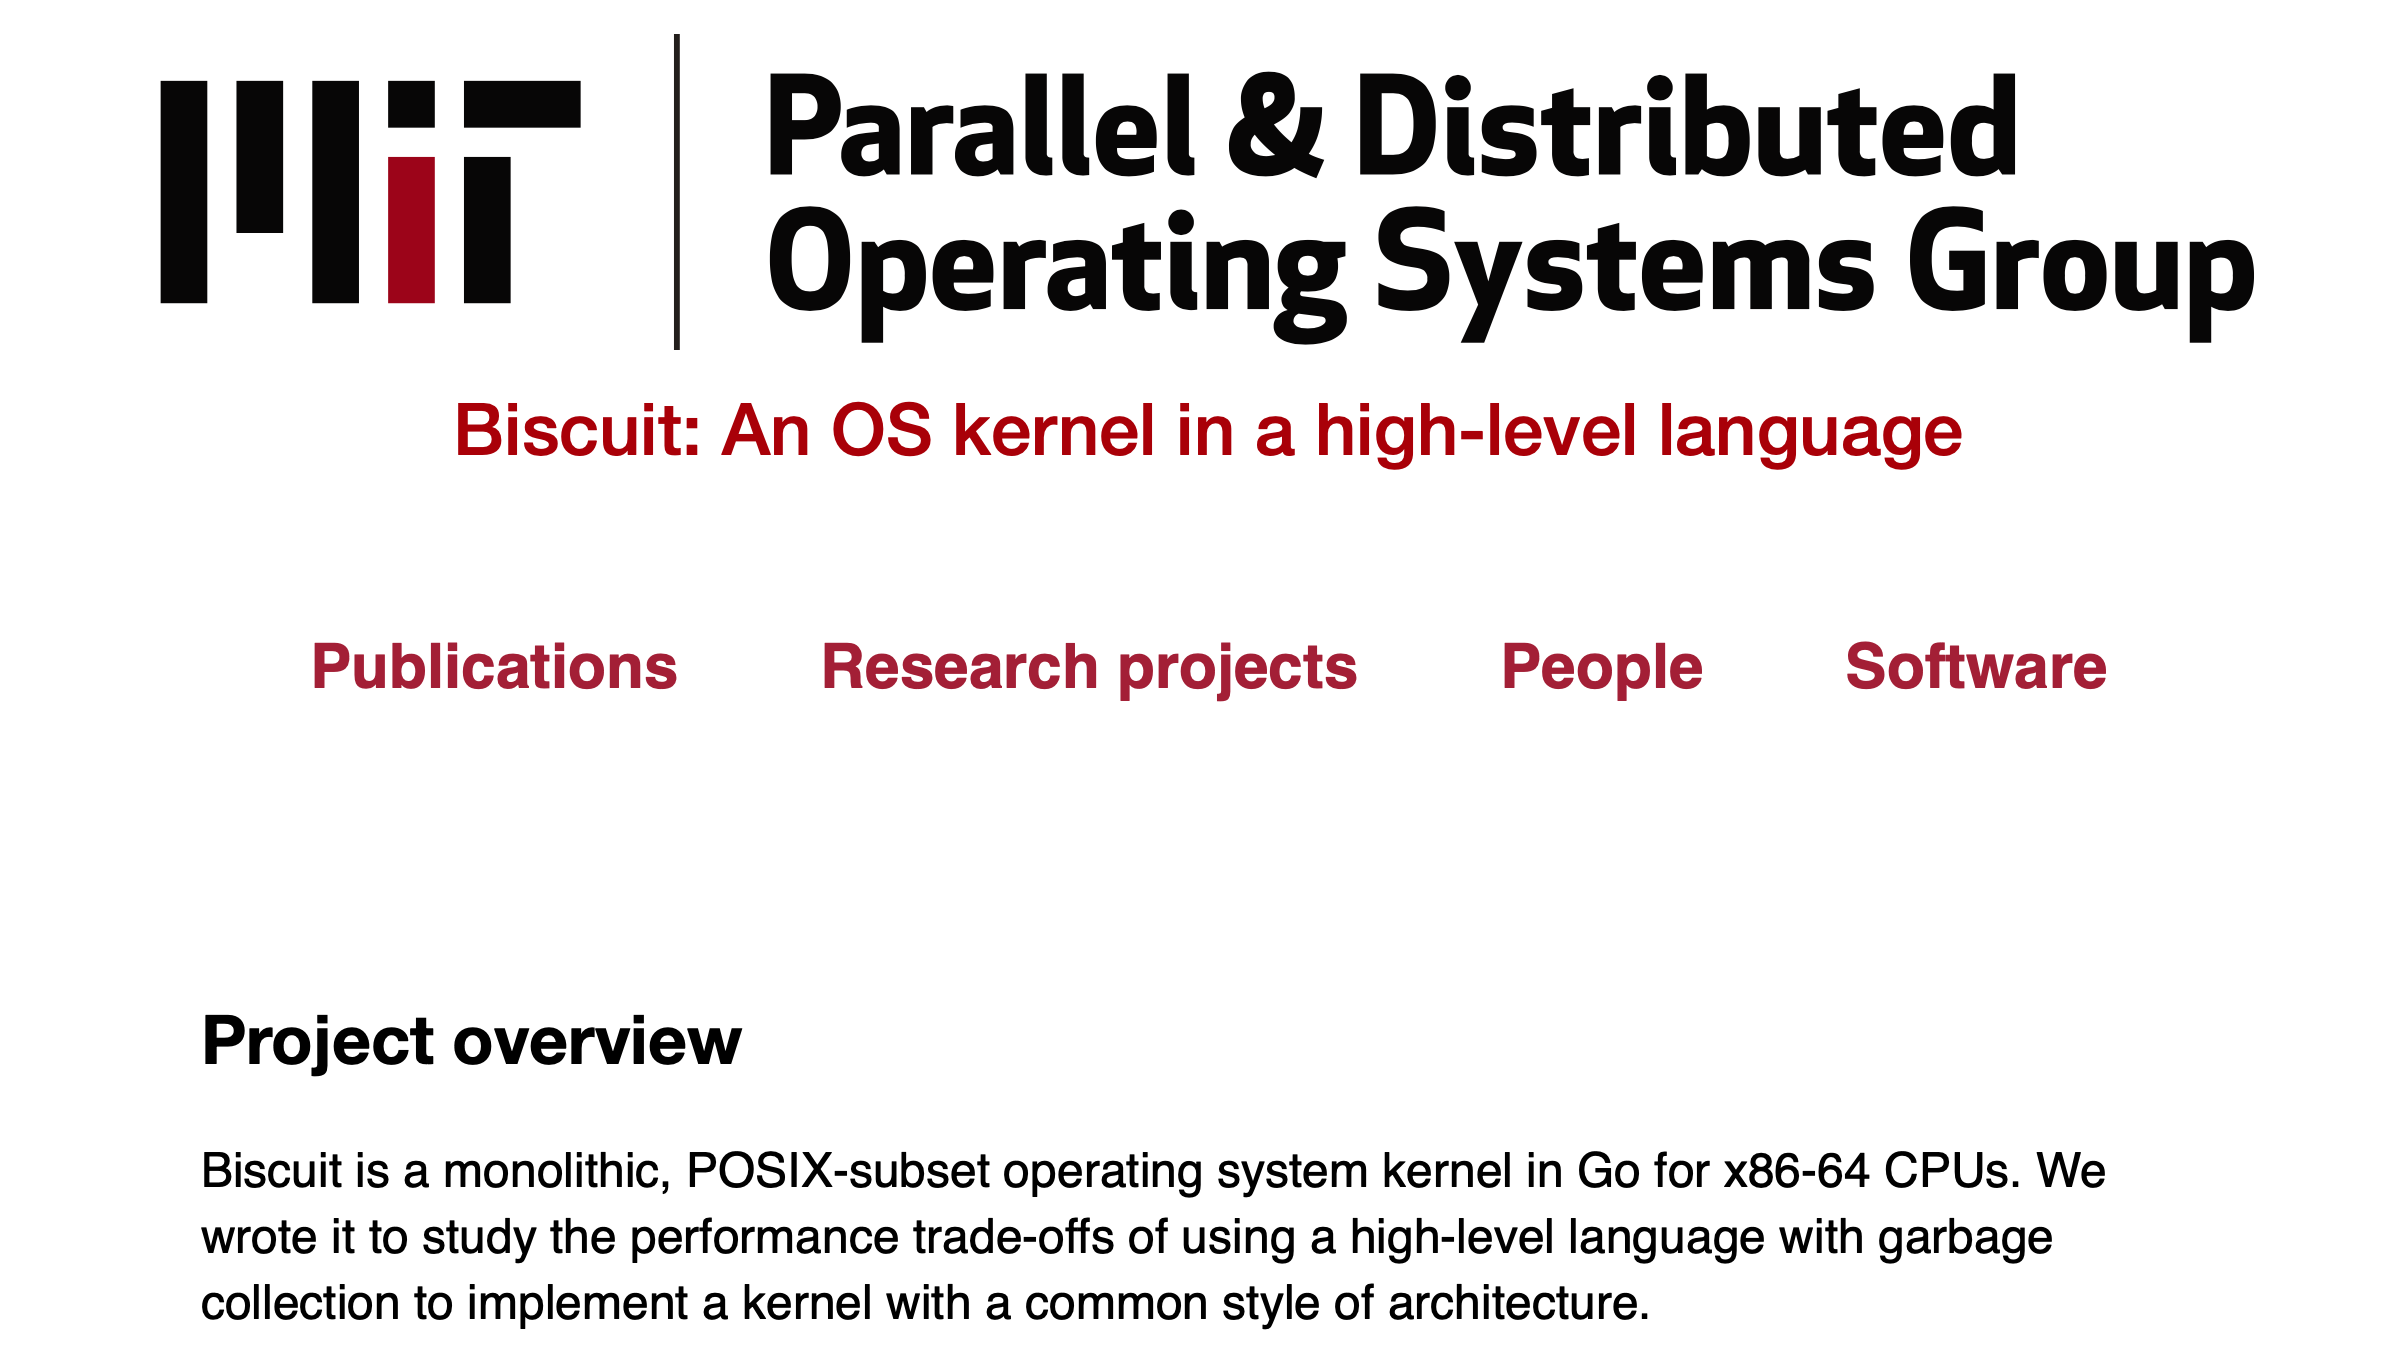 MIT
Parallel & Distributed
Operating Systems Group
Biscuit: An OS kernel in a high-level language
Publications Research projects People Software
Project overview
Biscuit is a monolithic, POSIX-subset operating system kernel in Go for x86-64 CPUs. We
wrote it to study the performance trade-offs of using a high-level language with garbage
collection to implement a kernel with a common style of architecture.